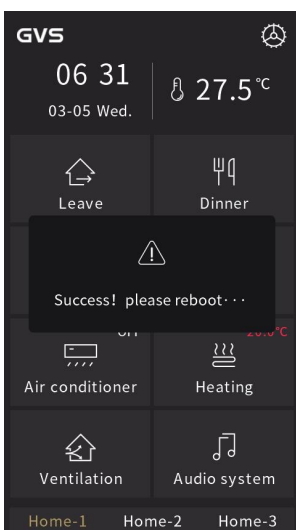 GVS
06 31
27.5℃
03-05 Wed.
Leave
Dinner
Success! please reboot···
Air conditioner
Heating
Ventilation
Audio system
Home-1
Home-2
Home-3